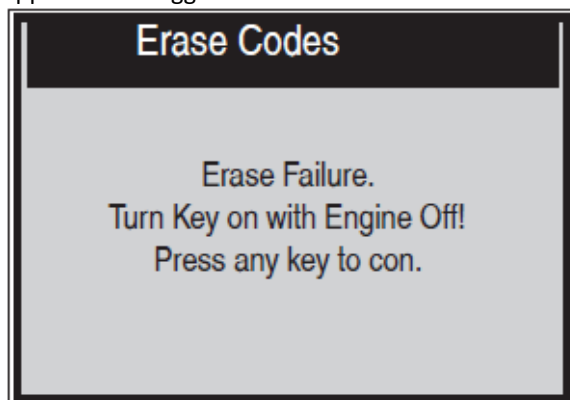 Erase Codes
Erase Failure.
Turn Key on with Engine Off!
Press any key to con.